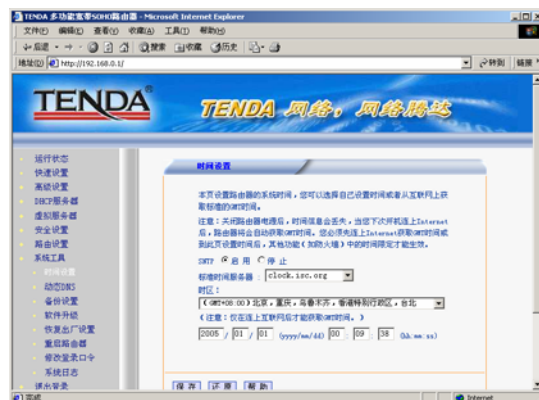 TENDA 多功能宽带SOHO路由器 - Microsoft Internet Explorer
文件(F) 编辑(E) 查看(V) 收藏(A) 工具(T) 帮助(H)
后退 搜索 收藏 历史
地址(D) http://192.168.0.1/ 转到 链接
TENDA
TENDA 网络，网络腾达
运行状态
快速设置
高级设置
DHCP服务器
虚拟服务器
安全设置
路由设置
系统工具
时间设置
动态DNS
备份设置
软件升级
恢复出厂设置
重启路由器
修改登录口令
系统日志
退出登录
时间设置
本页设置路由器的系统时间，您可以选择自己设置时间或者从互联网上获
取标准的GMT时间。
注意：关闭路由器电源后，时间信息会丢失，当您下次开机连上Internet
后，路由器将会自动获取GMT时间。您必须先连上Internet获取GMT时间或
到此页设置时间后，其他功能（如防火墙）中的时间限定才能生效。
SNTP 启 用 停 止
标准时间服务器： clock.isc.org
时区：
(GMT+08:00)北京，重庆，乌鲁木齐，香港特别行政区，台北
（注意：仅在连上互联网后才能获取GMT时间。）
2005 / 01 / 01 (yyyy/mm/dd) 00 : 09 : 38 (hh:mm:ss)
保 存 还 原 帮 助
完成 Internet